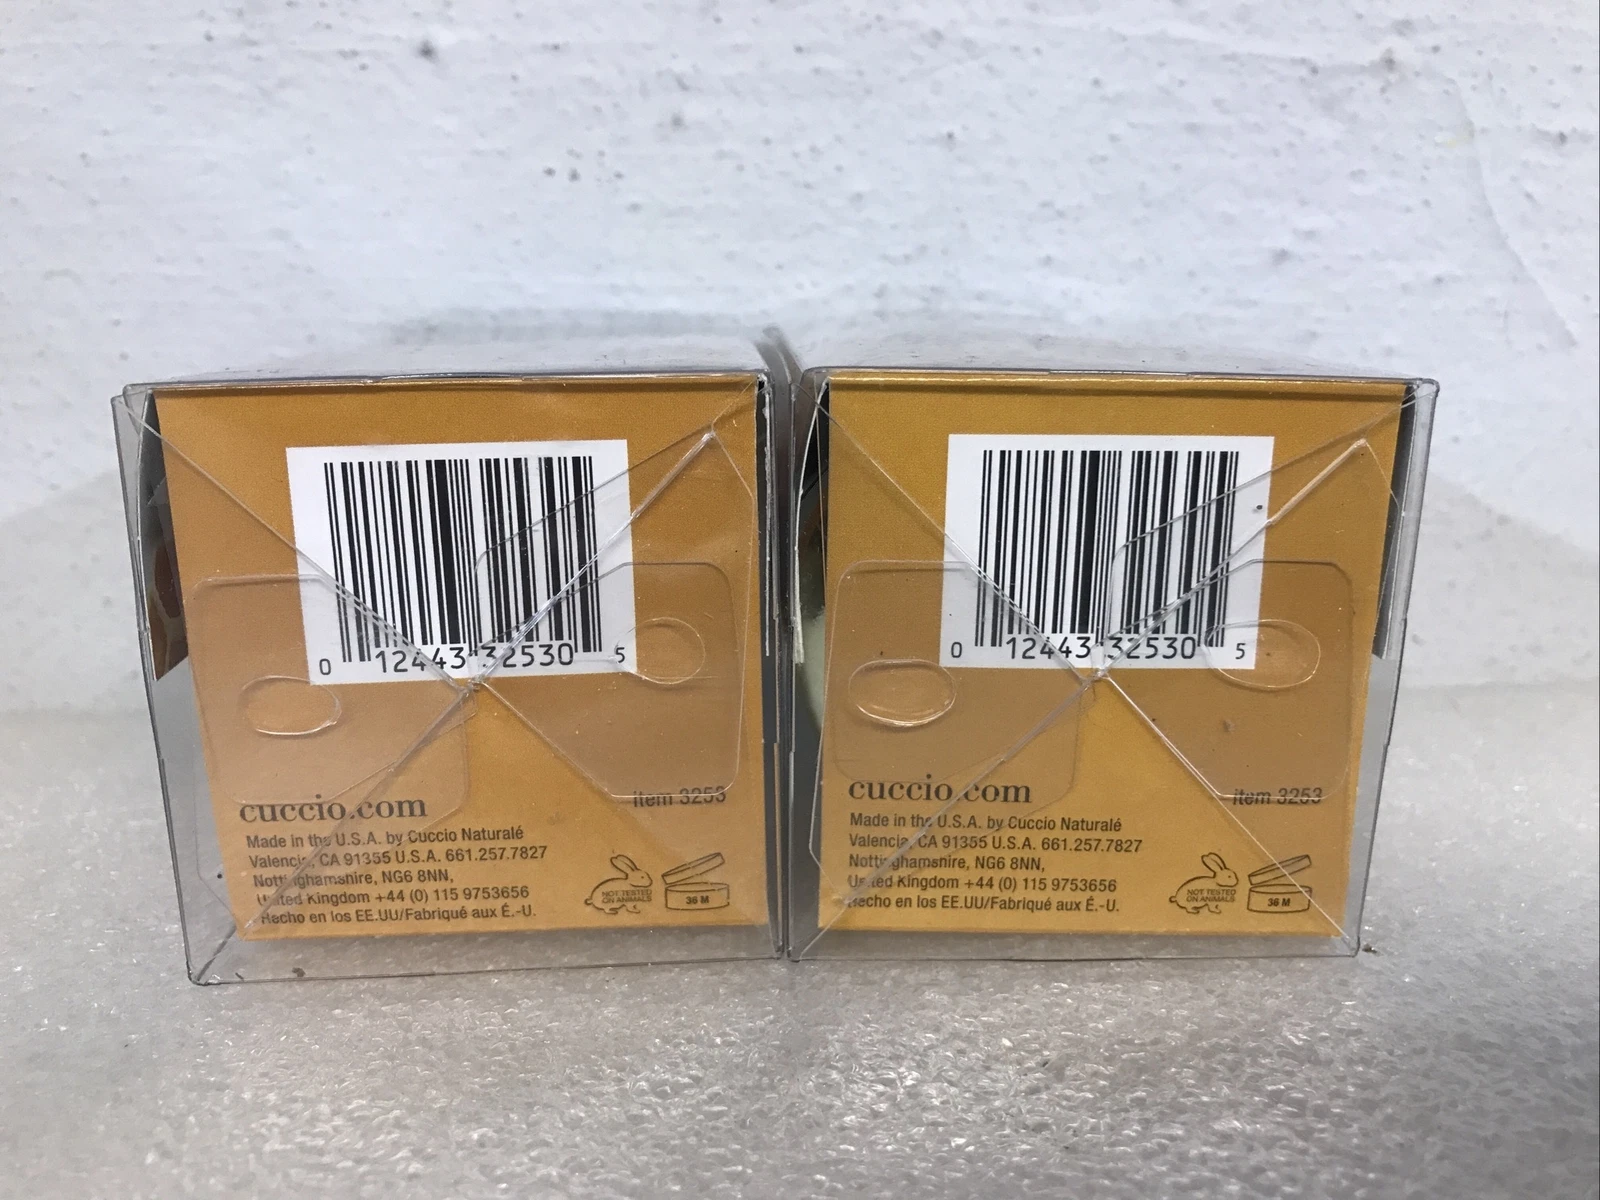 0 12443 32530 5
cuccio.com
item 3253
Made in the U.S.A. by Cuccio Naturalé
Valencia, CA 91355 U.S.A. 661.257.7827
Nottinghamshire, NG6 8NN,
United Kingdom +44 (0) 115 9753656
Hecho en los EE.UU/Fabriqué aux É.-U.
NOT TESTED
ON ANIMALS
36 M
0 12443 32530 5
cuccio.com
item 3253
Made in the U.S.A. by Cuccio Naturalé
Valencia, CA 91355 U.S.A. 661.257.7827
Nottinghamshire, NG6 8NN,
United Kingdom +44 (0) 115 9753656
Hecho en los EE.UU/Fabriqué aux É.-U.
NOT TESTED
ON ANIMALS
36 M